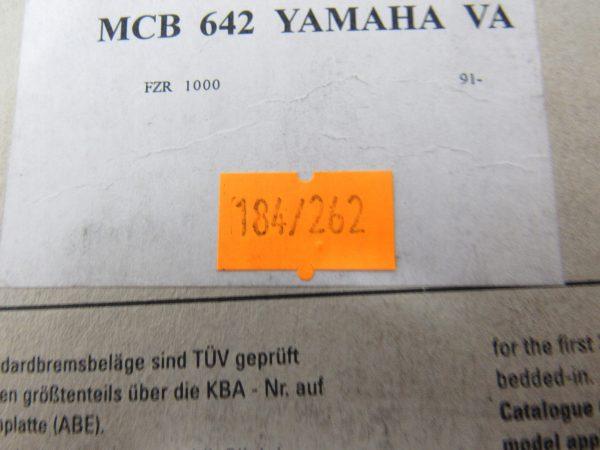 MCB 642 YAMAHA VA
FZR 1000 91-
184/262
dardbremsbeläge sind TÜV geprüft
en größtenteils über die KBA - Nr. auf
platte (ABE).
for the first
bedded-in.
Catalogue
model app